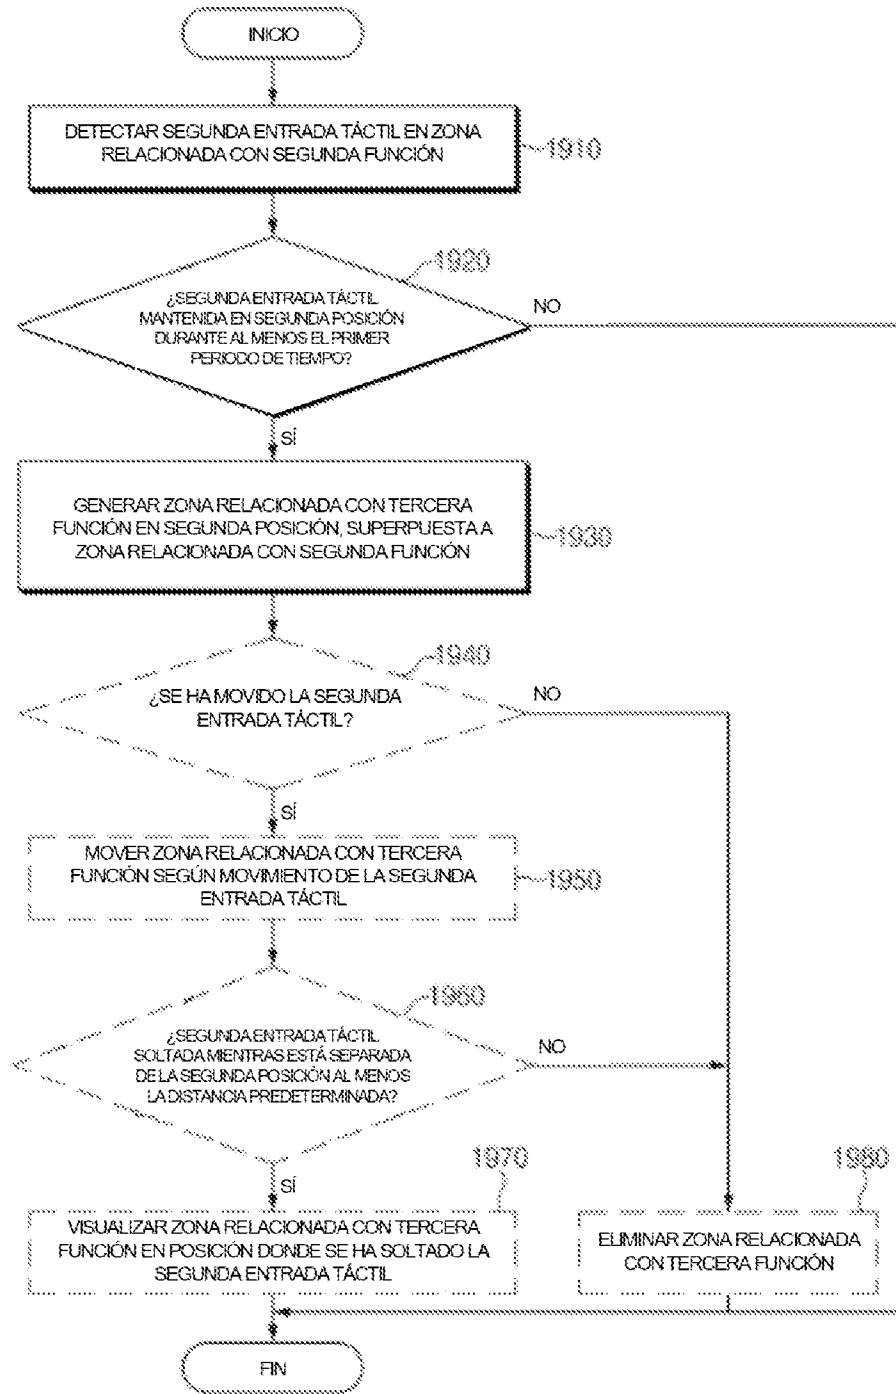 INICIO
DETECTAR SEGUNDA ENTRADA TÁCTIL EN ZONA
RELACIONADA CON SEGUNDA FUNCIÓN
1910
1920
¿SEGUNDA ENTRADA TÁCTIL
MANTENIDA EN SEGUNDA POSICIÓN
DURANTE AL MENOS EL PRIMER
PERIODO DE TIEMPO?
NO
SÍ
GENERAR ZONA RELACIONADA CON TERCERA
FUNCIÓN EN SEGUNDA POSICIÓN, SUPERPUESTA A
ZONA RELACIONADA CON SEGUNDA FUNCIÓN
1930
1940
¿SE HA MOVIDO LA SEGUNDA
ENTRADA TÁCTIL?
NO
SÍ
MOVER ZONA RELACIONADA CON TERCERA
FUNCIÓN SEGÚN MOVIMIENTO DE LA SEGUNDA
ENTRADA TÁCTIL
1950
1960
¿SEGUNDA ENTRADA TÁCTIL
SOLTADA MIENTRAS ESTÁ SEPARADA
DE LA SEGUNDA POSICIÓN AL MENOS
LA DISTANCIA PREDETERMINADA?
NO
SÍ
1970
1980
VISUALIZAR ZONA RELACIONADA CON TERCERA
FUNCIÓN EN POSICIÓN DONDE SE HA SOLTADO LA
SEGUNDA ENTRADA TÁCTIL
ELIMINAR ZONA RELACIONADA
CON TERCERA FUNCIÓN
FIN